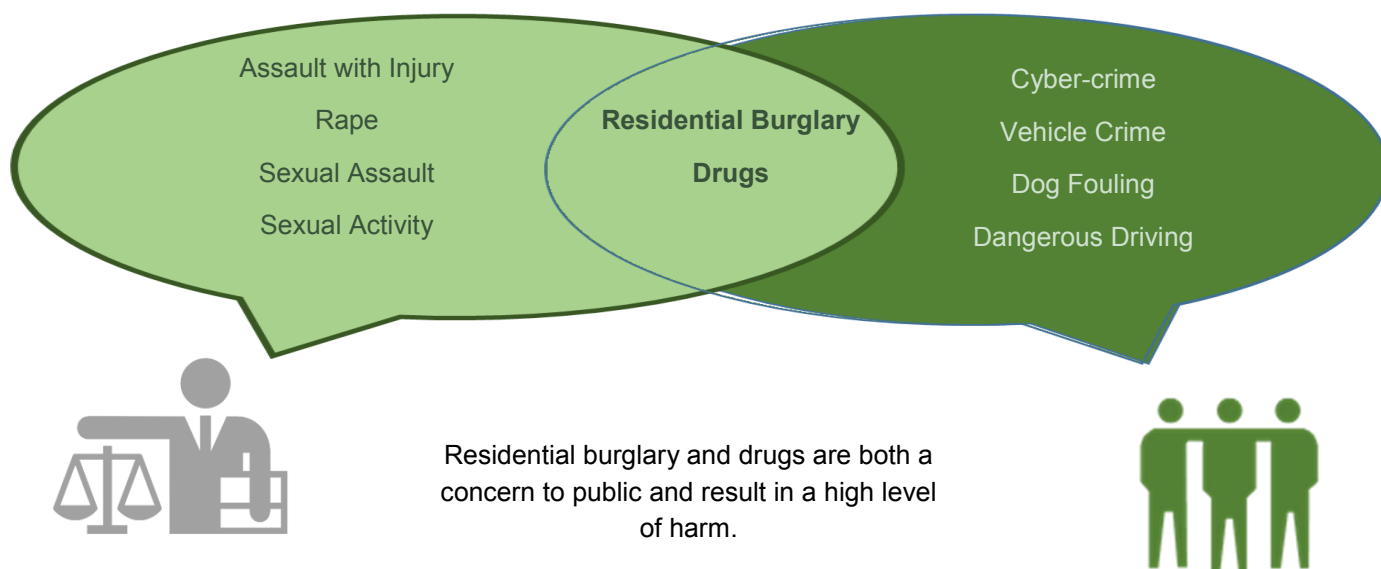 Assault with Injury
Rape
Sexual Assault
Sexual Activity
Residential Burglary
Drugs
Cyber-crime
Vehicle Crime
Dog Fouling
Dangerous Driving
Residential burglary and drugs are both a
concern to public and result in a high level
of harm.